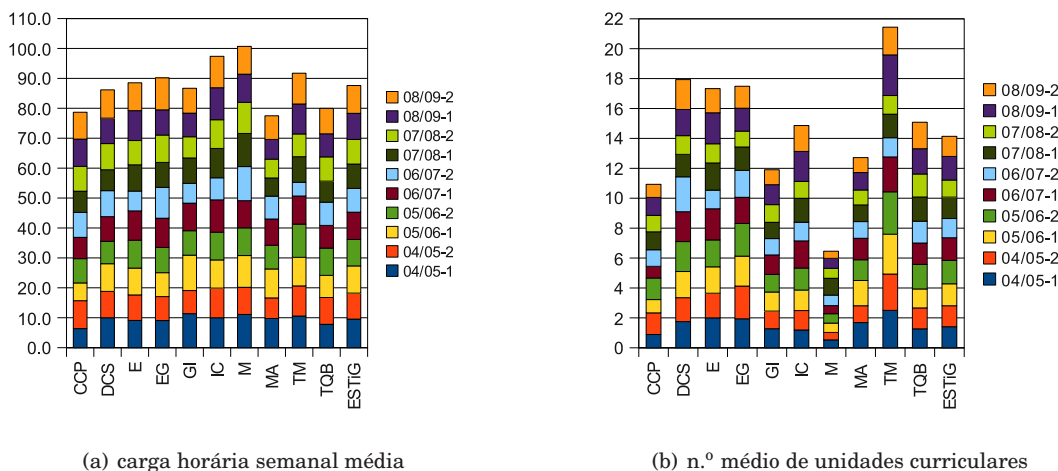 110.0
100.0
90.0
80.0
70.0
60.0
50.0
40.0
30.0
20.0
10.0
0.0
CCP
DCS
E
EG
GI
IC
M
MA
TM
TQB
ESTiG
08/09-2
08/09-1
07/08-2
07/08-1
06/07-2
06/07-1
05/06-2
05/06-1
04/05-2
04/05-1
(a) carga horária semanal média
22
20
18
16
14
12
10
8
6
4
2
0
CCP
DCS
E
EG
GI
IC
M
MA
TM
TQB
ESTiG
08/09-2
08/09-1
07/08-2
07/08-1
06/07-2
06/07-1
05/06-2
05/06-1
04/05-2
04/05-1
(b) n.º médio de unidades curriculares